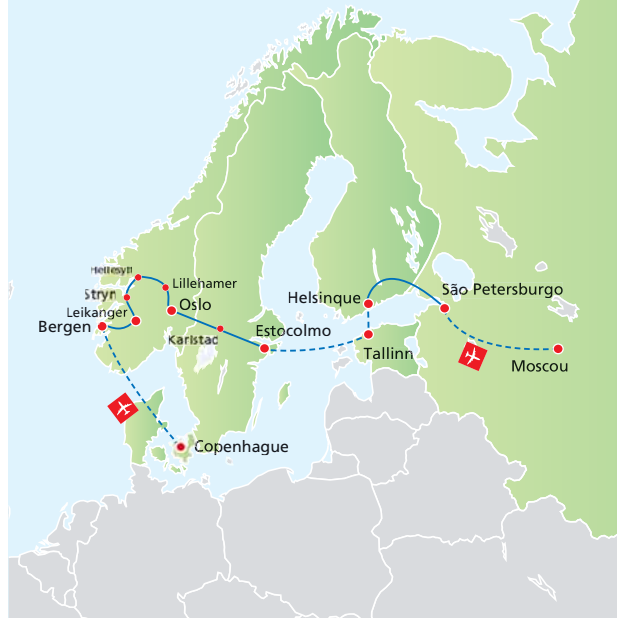 Hellesylt
Lillehamer
Stryn
São Petersburgo
Helsinque
Oslo
Leikanger
Bergen
Estocolmo
Karlstad
Tallinn
Moscou
Copenhague